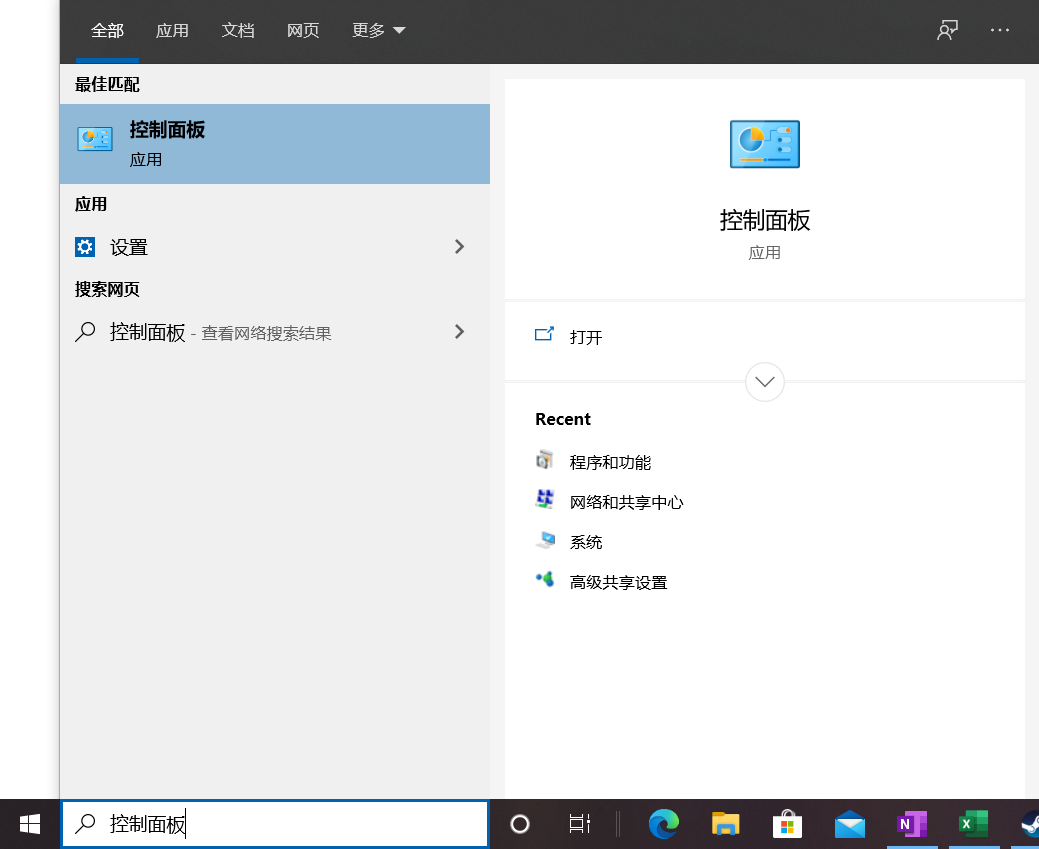 全部 应用 文档 网页 更多
最佳匹配
控制面板
应用
应用
设置
搜索网页
控制面板 - 查看网络搜索结果
控制面板
应用
打开
Recent
程序和功能
网络和共享中心
系统
高级共享设置
控制面板